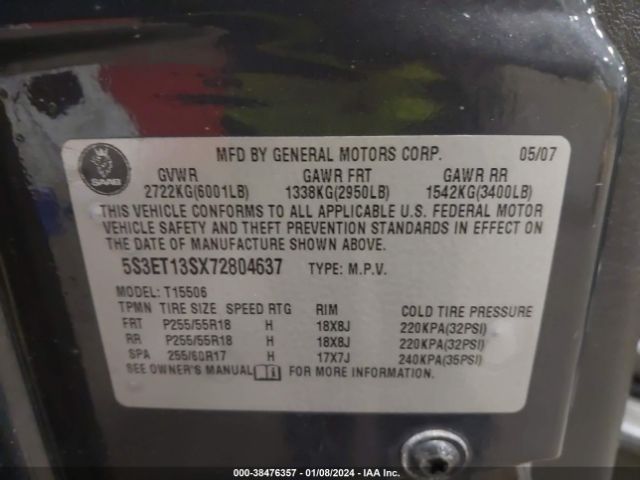 MFD BY GENERAL MOTORS CORP. 05/07
SAAB
GVWR GAWR FRT GAWR RR
2722KG(6001LB) 1338KG(2950LB) 1542KG(3400LB)
THIS VEHICLE CONFORMS TO ALL APPLICABLE U.S. FEDERAL MOTOR
VEHICLE SAFETY AND THEFT PREVENTION STANDARDS IN EFFECT ON THE
DATE OF MANUFACTURE SHOWN ABOVE.
5S3ET13SX72804637 TYPE: M.P.V.
MODEL: T15506
TPMN TIRE SIZE SPEED RTG RIM COLD TIRE PRESSURE
FRT P255/55R18 H 18X8J 220KPA(32PSI)
RR P255/55R18 H 18X8J 220KPA(32PSI)
SPA 255/60R17 H 17X7J 240KPA(35PSI)
SEE OWNER'S MANUAL FOR MORE INFORMATION.
000-38476357 - 01/08/2024 - IAA Inc.